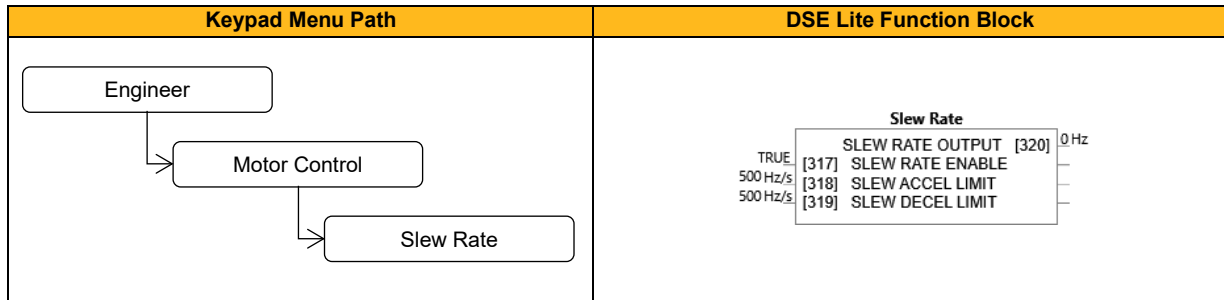 Keypad Menu Path
DSE Lite Function Block
Engineer
Motor Control
Slew Rate
Slew Rate
SLEW RATE OUTPUT [320] 0 Hz
TRUE [317] SLEW RATE ENABLE
500 Hz/s [318] SLEW ACCEL LIMIT
500 Hz/s [319] SLEW DECEL LIMIT